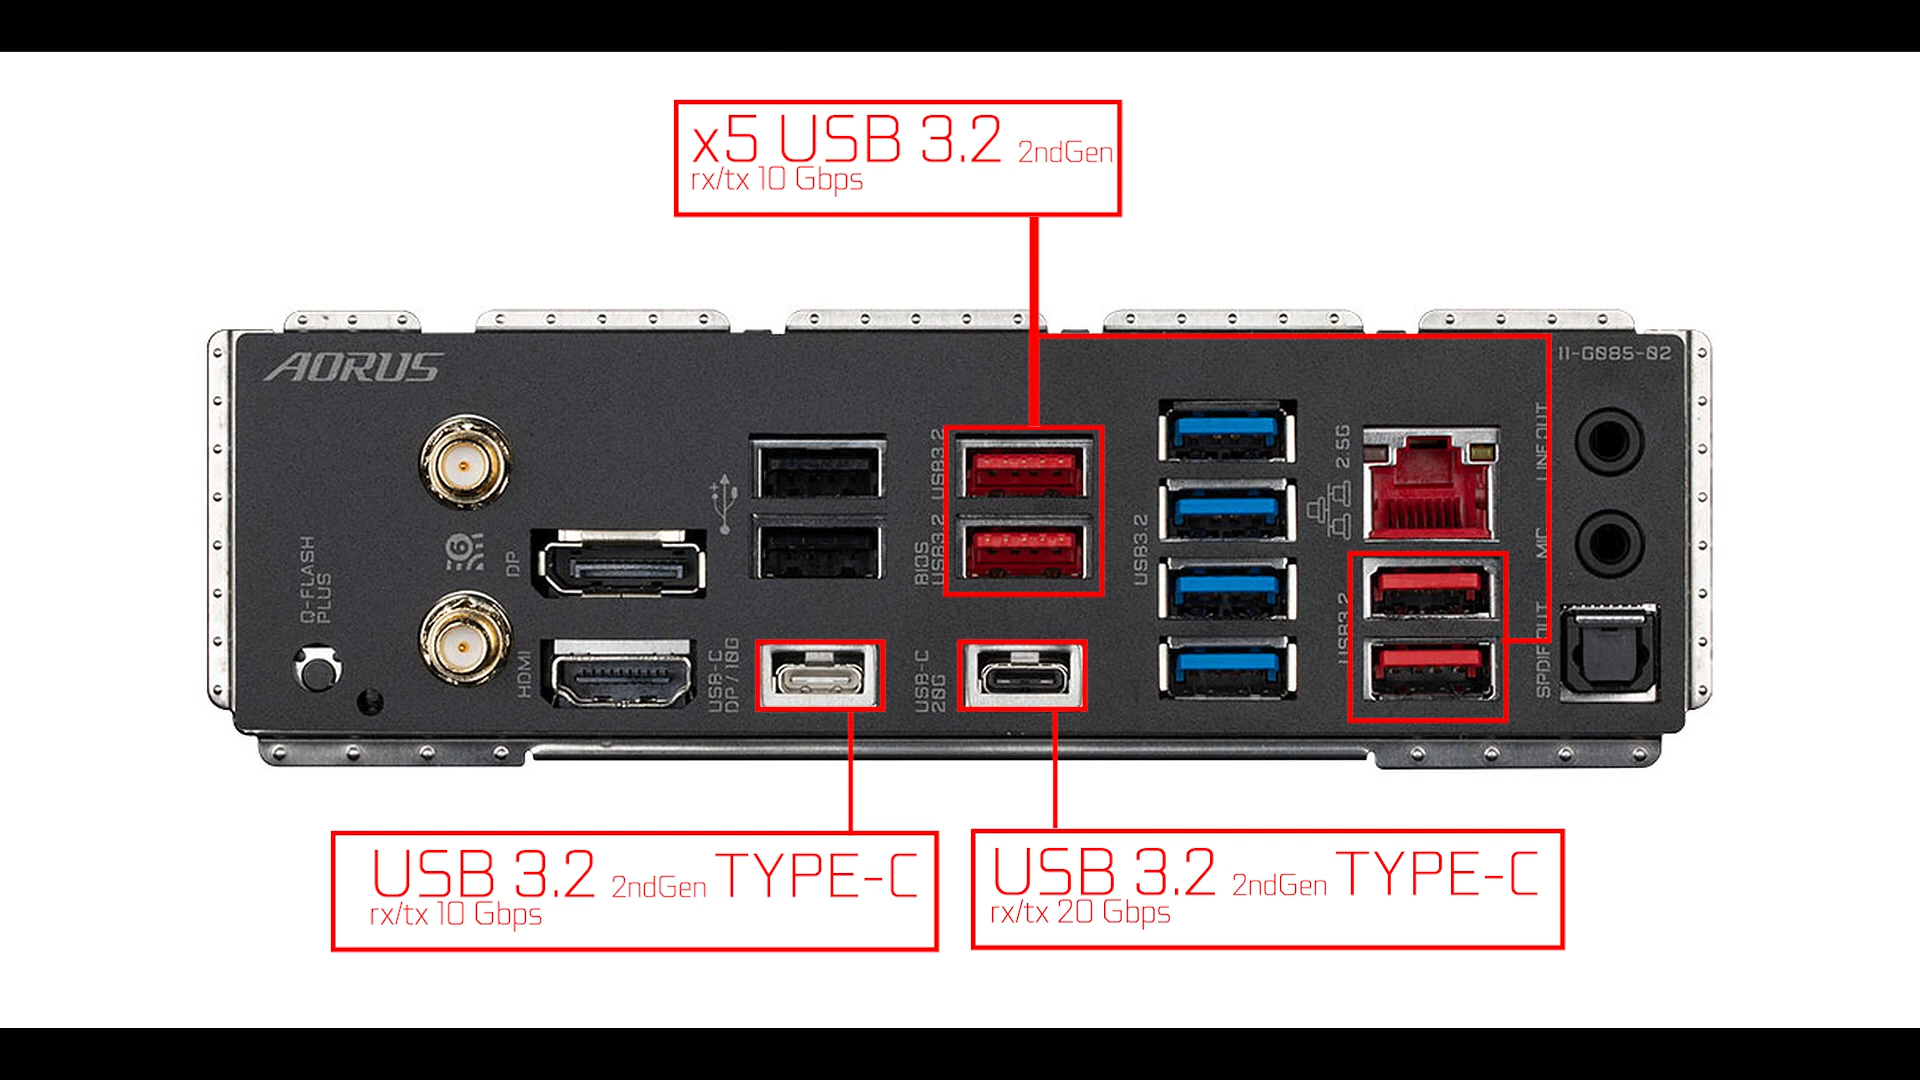 x5 USB 3.2 2ndGen
rx/tx 10 Gbps
AORUS
11-G085-02
Q-FLASH
PLUS
DP
HDMI
USB-C
DP / 10G
USB3.2
BIOS
USB3.2
USB-C
20G
USB3.2
2.5G
USB3.2
LINE OUT
MIC
SPDIF OUT
USB 3.2 2ndGen TYPE-C
rx/tx 10 Gbps
USB 3.2 2ndGen TYPE-C
rx/tx 20 Gbps